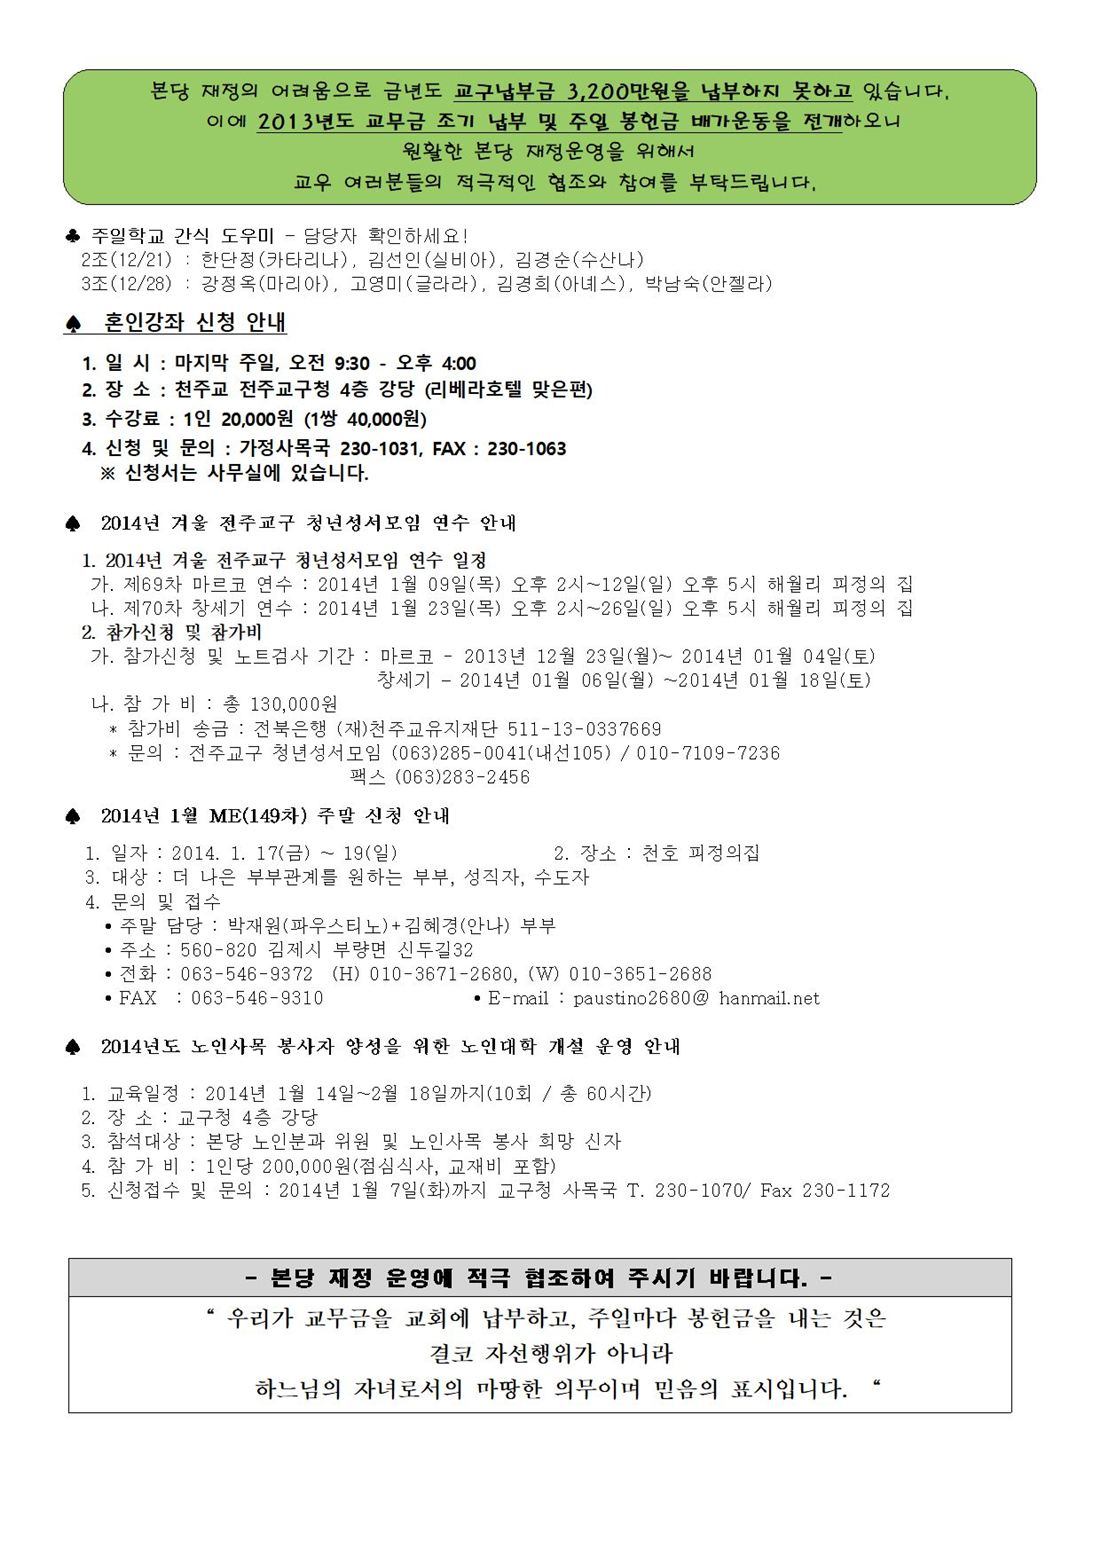 본당 재정의 어려움으로 금년도 교구납부금 3,200만원을 납부하지 못하고 있습니다.
이에 2013년도 교무금 조기 납부 및 주일 봉헌금 배가운동을 전개하오니
원활한 본당 재정운영을 위해서
교우 여러분들의 적극적인 협조와 참여를 부탁드립니다.
♣ 주일학교 간식 도우미 - 담당자 확인하세요!
2조(12/21) : 한단정(카타리나), 김선인(실비아), 김경순(수산나)
3조(12/28) : 강정옥(마리아), 고영미(글라라), 김경희(아녜스), 박남숙(안젤라)
♠ 혼인강좌 신청 안내
1. 일 시 : 마지막 주일, 오전 9:30 - 오후 4:00
2. 장 소 : 천주교 전주교구청 4층 강당 (리베라호텔 맞은편)
3. 수강료 : 1인 20,000원 (1쌍 40,000원)
4. 신청 및 문의 : 가정사목국 230-1031, FAX : 230-1063
※ 신청서는 사무실에 있습니다.
♠ 2014년 겨울 전주교구 청년성서모임 연수 안내
1. 2014년 겨울 전주교구 청년성서모임 연수 일정
가. 제69차 마르코 연수 : 2014년 1월 09일(목) 오후 2시~12일(일) 오후 5시 해월리 피정의 집
나. 제70차 창세기 연수 : 2014년 1월 23일(목) 오후 2시~26일(일) 오후 5시 해월리 피정의 집
2. 참가신청 및 참가비
가. 참가신청 및 노트검사 기간 : 마르코 - 2013년 12월 23일(월)~ 2014년 01월 04일(토)
창세기 - 2014년 01월 06일(월) ~2014년 01월 18일(토)
나. 참 가 비 : 총 130,000원
* 참가비 송금 : 전북은행 (재)천주교유지재단 511-13-0337669
* 문의 : 전주교구 청년성서모임 (063)285-0041(내선105) / 010-7109-7236
팩스 (063)283-2456
♠ 2014년 1월 ME(149차) 주말 신청 안내
1. 일자 : 2014. 1. 17(금) ~ 19(일) 2. 장소 : 천호 피정의집
3. 대상 : 더 나은 부부관계를 원하는 부부, 성직자, 수도자
4. 문의 및 접수
• 주말 담당 : 박재원(파우스티노)+김혜경(안나) 부부
• 주소 : 560-820 김제시 부량면 신두길32
• 전화 : 063-546-9372 (H) 010-3671-2680, (W) 010-3651-2688
• FAX : 063-546-9310 • E-mail : paustino2680@ hanmail.net
♠ 2014년도 노인사목 봉사자 양성을 위한 노인대학 개설 운영 안내
1. 교육일정 : 2014년 1월 14일~2월 18일까지(10회 / 총 60시간)
2. 장 소 : 교구청 4층 강당
3. 참석대상 : 본당 노인분과 위원 및 노인사목 봉사 희망 신자
4. 참 가 비 : 1인당 200,000원(점심식사, 교재비 포함)
5. 신청접수 및 문의 : 2014년 1월 7일(화)까지 교구청 사목국 T. 230-1070/ Fax 230-1172
- 본당 재정 운영에 적극 협조하여 주시기 바랍니다. -
“ 우리가 교무금을 교회에 납부하고, 주일마다 봉헌금을 내는 것은
결코 자선행위가 아니라
하느님의 자녀로서의 마땅한 의무이며 믿음의 표시입니다. “